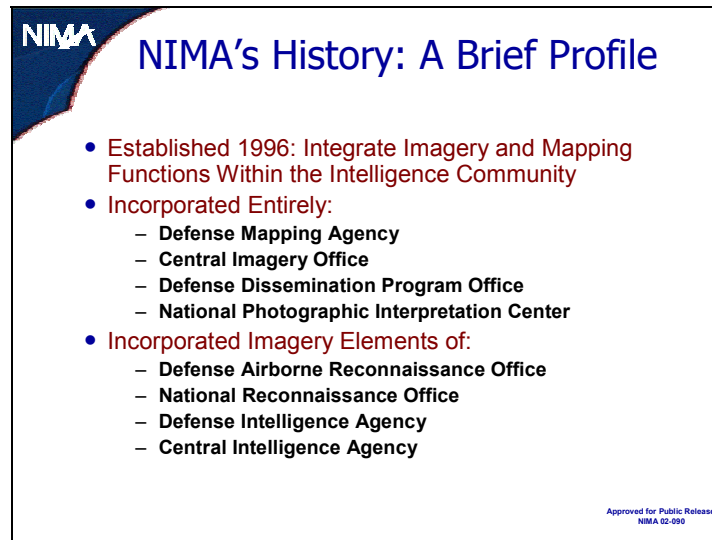 NIMA
NIMA’s History: A Brief Profile
• Established 1996: Integrate Imagery and Mapping
Functions Within the Intelligence Community
• Incorporated Entirely:
– Defense Mapping Agency
– Central Imagery Office
– Defense Dissemination Program Office
– National Photographic Interpretation Center
• Incorporated Imagery Elements of:
– Defense Airborne Reconnaissance Office
– National Reconnaissance Office
– Defense Intelligence Agency
– Central Intelligence Agency
Approved for Public Release
NIMA 02-090